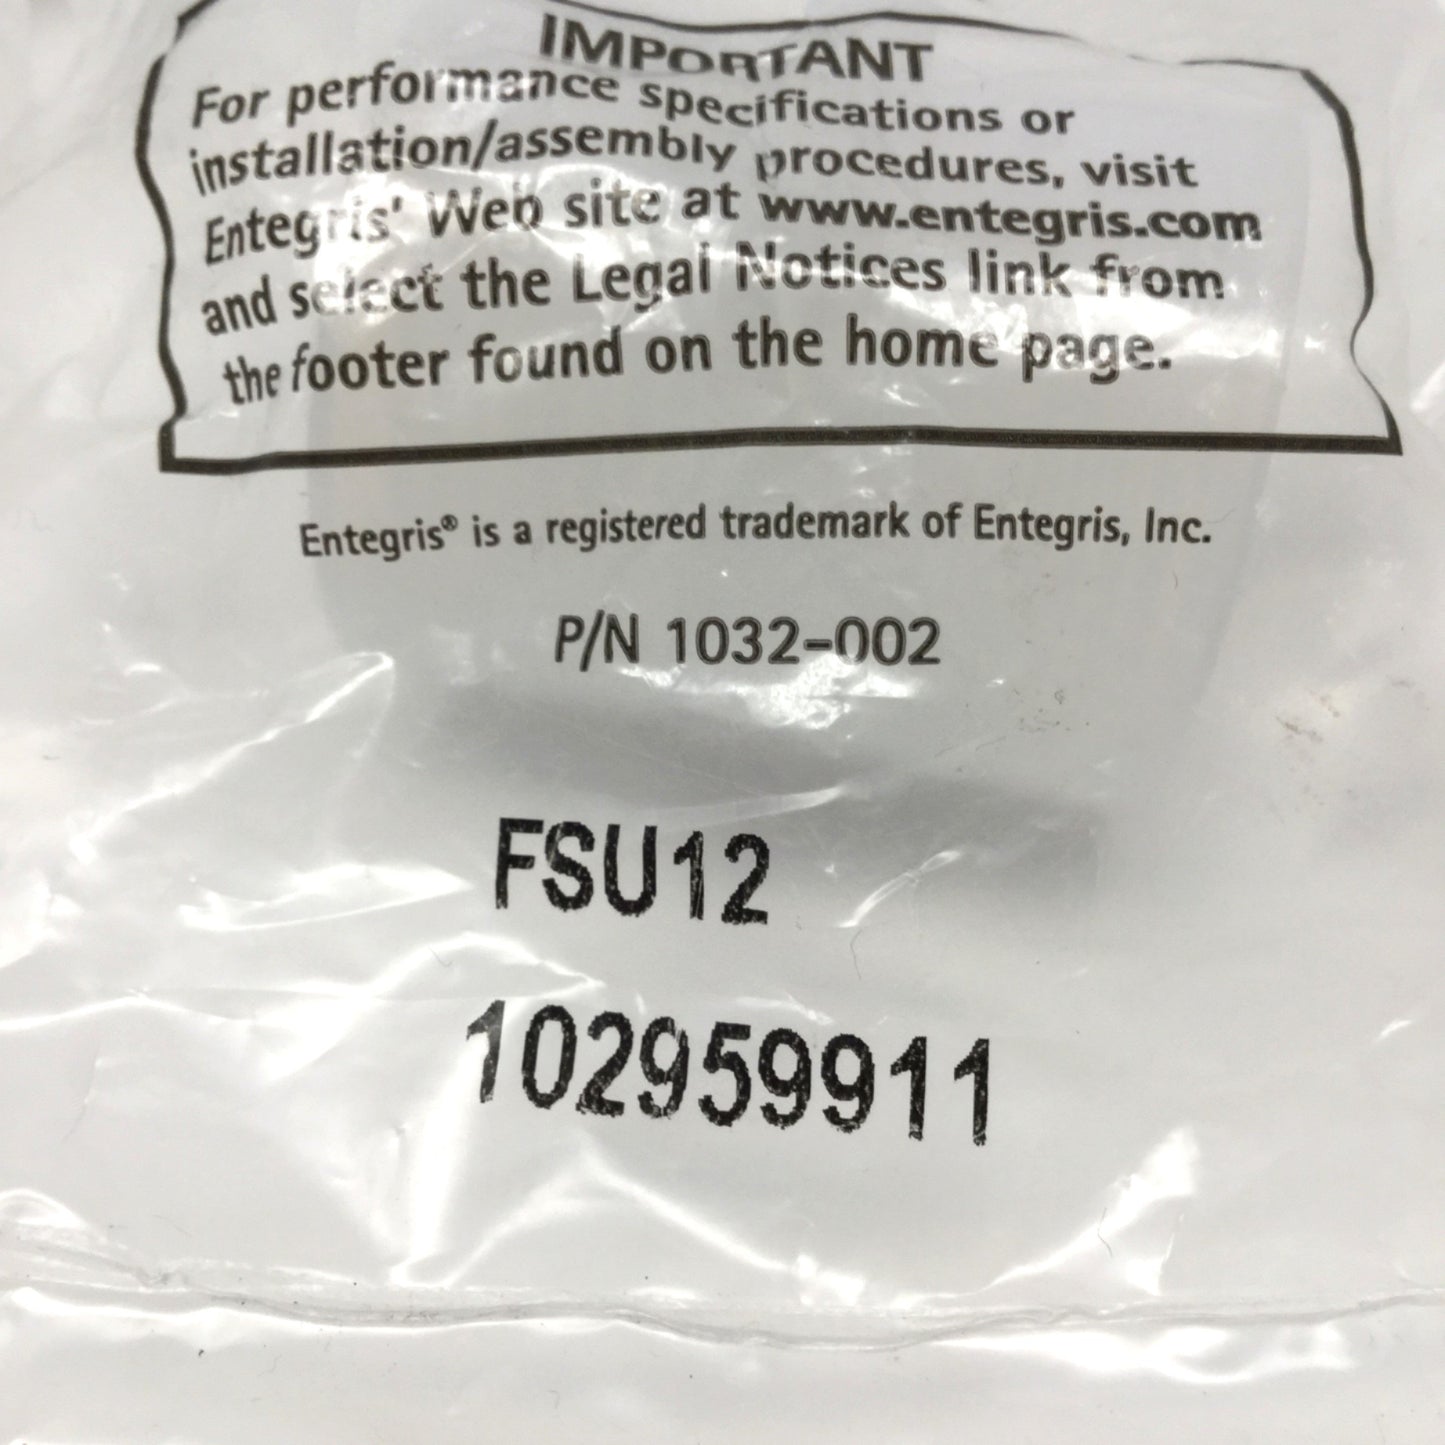 IMPORTANT
For performance specifications or
installation/assembly procedures, visit
Entegris' Web site at www.entegris.com
and select the Legal Notices link from
the footer found on the home page.
Entegris® is a registered trademark of Entegris, Inc.
P/N 1032-002
FSU12
102959911